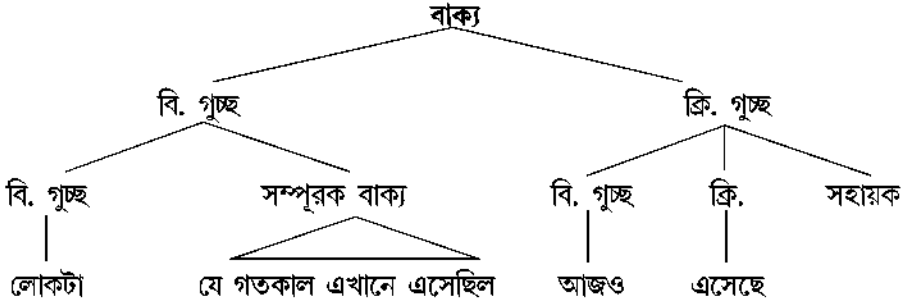 বাক্য
বি. গুচ্ছ ক্রি. গুচ্ছ
বি. গুচ্ছ সম্পূরক বাক্য বি. গুচ্ছ ক্রি. সহায়ক
লোকটা যে গতকাল এখানে এসেছিল আজও এসেছে